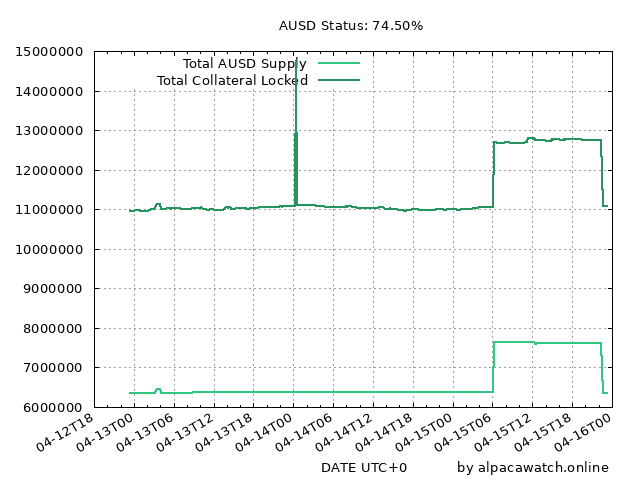 AUSD Status: 74.50%
15000000
14000000
13000000
12000000
11000000
10000000
9000000
8000000
7000000
6000000
Total AUSD Supply
Total Collateral Locked
04-12T18
04-13T00
04-13T06
04-13T12
04-13T18
04-14T00
04-14T06
04-14T12
04-14T18
04-15T00
04-15T06
04-15T12
04-15T18
04-16T00
DATE UTC+0
by alpacawatch.online